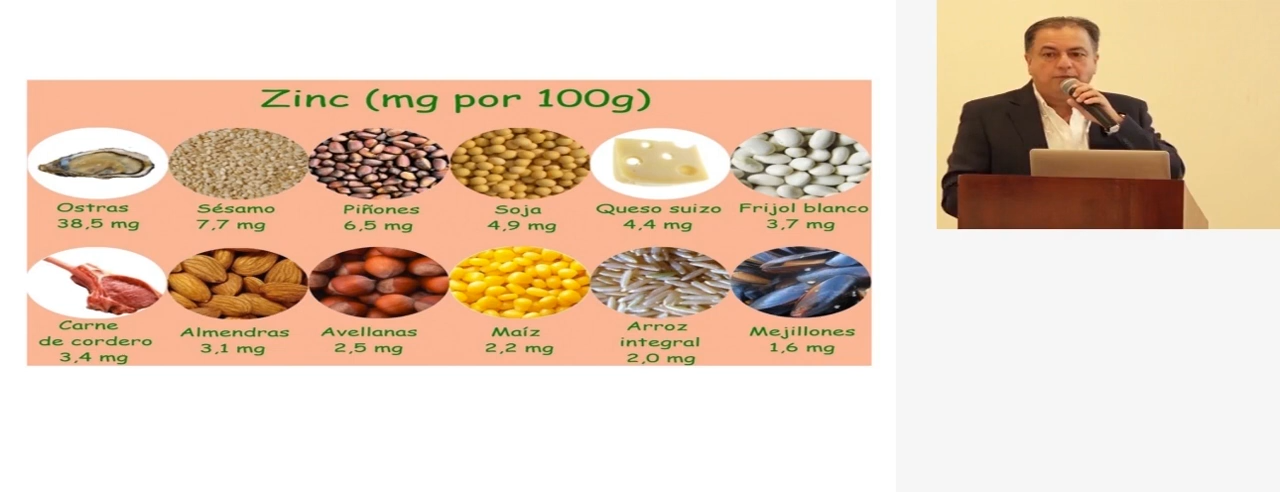 Zinc (mg por 100g)
Ostras
38,5 mg
Sésamo
7,7 mg
Piñones
6,5 mg
Soja
4,9 mg
Queso suizo
4,4 mg
Frijol blanco
3,7 mg
Carne
de cordero
3,4 mg
Almendras
3,1 mg
Avellanas
2,5 mg
Maíz
2,2 mg
Arroz
integral
2,0 mg
Mejillones
1,6 mg